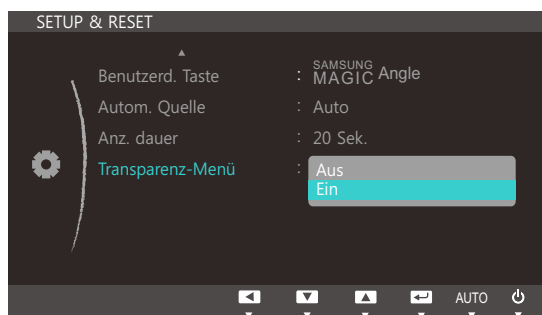 SETUP & RESET
Benutzerd. Taste : SAMSUNG MAGIC Angle
Autom. Quelle : Auto
Anz. dauer : 20 Sek.
Transparenz-Menü : Aus
Ein
AUTO